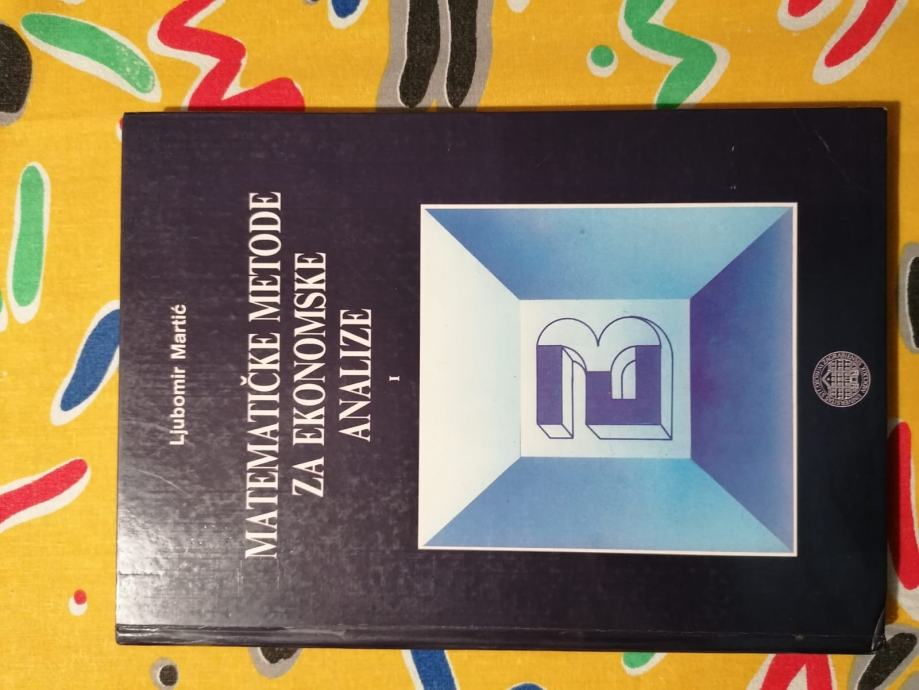 Ljubomir Martić
MATEMATIČKE METODE
ZA EKONOMSKE
ANALIZE
I